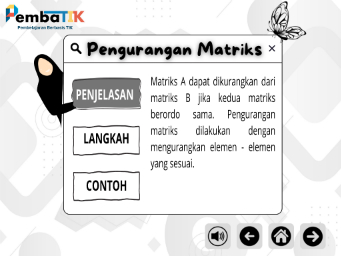 PembaTIK
Pembelajaran Berbasis TIK
Pengurangan Matriks
PENJELASAN
LANGKAH
CONTOH
Matriks A dapat dikurangkan dari
matriks B jika kedua matriks
berordo sama. Pengurangan
matriks dilakukan dengan
mengurangkan elemen - elemen
yang sesuai.